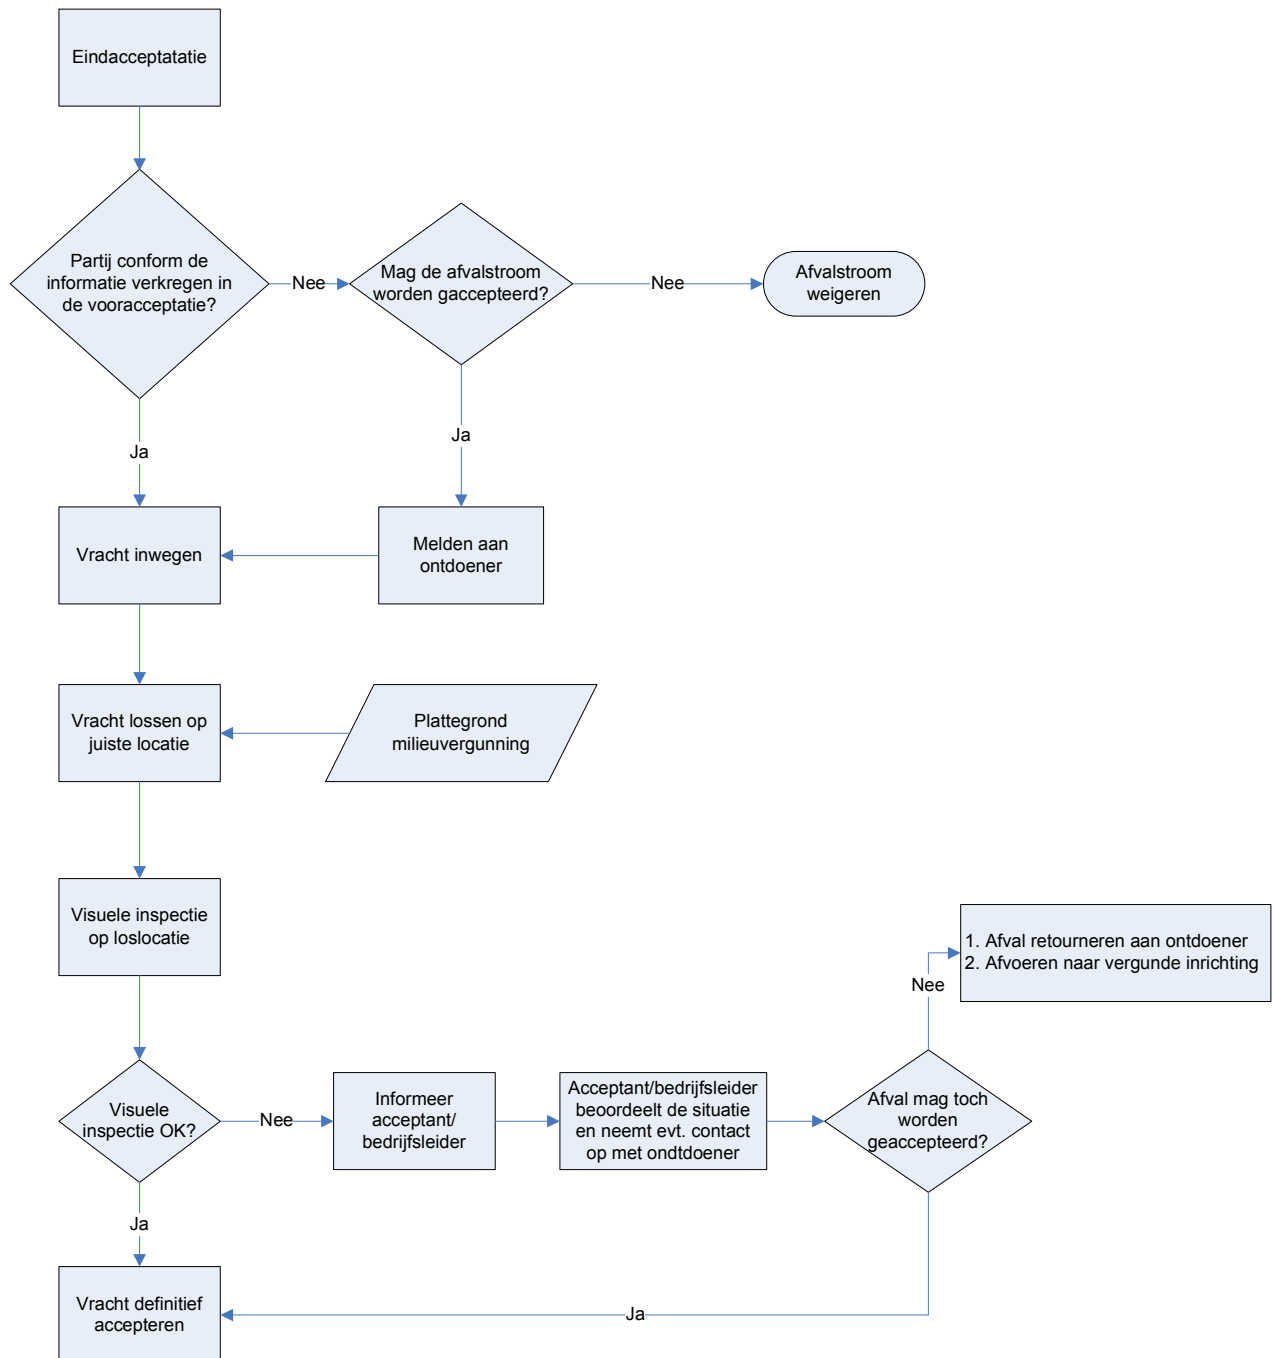 Eindacceptatatie
Partij conform de
informatie verkregen in
de vooracceptatie?
Nee
Mag de afvalstroom
worden gaccepteerd?
Nee
Afvalstroom
weigeren
Ja
Ja
Vracht inwegen
Melden aan
ontdoener
Vracht lossen op
juiste locatie
Plattegrond
milieuvergunning
Visuele inspectie
op loslocatie
1. Afval retourneren aan ontdoener
2. Afvoeren naar vergunde inrichting
Nee
Visuele
inspectie OK?
Nee
Informeer
acceptant/
bedrijfsleider
Acceptant/bedrijfsleider
beoordeelt de situatie
en neemt evt. contact
op met ondtdoener
Afval mag toch
worden
geaccepteerd?
Ja
Vracht definitief
accepteren
Ja